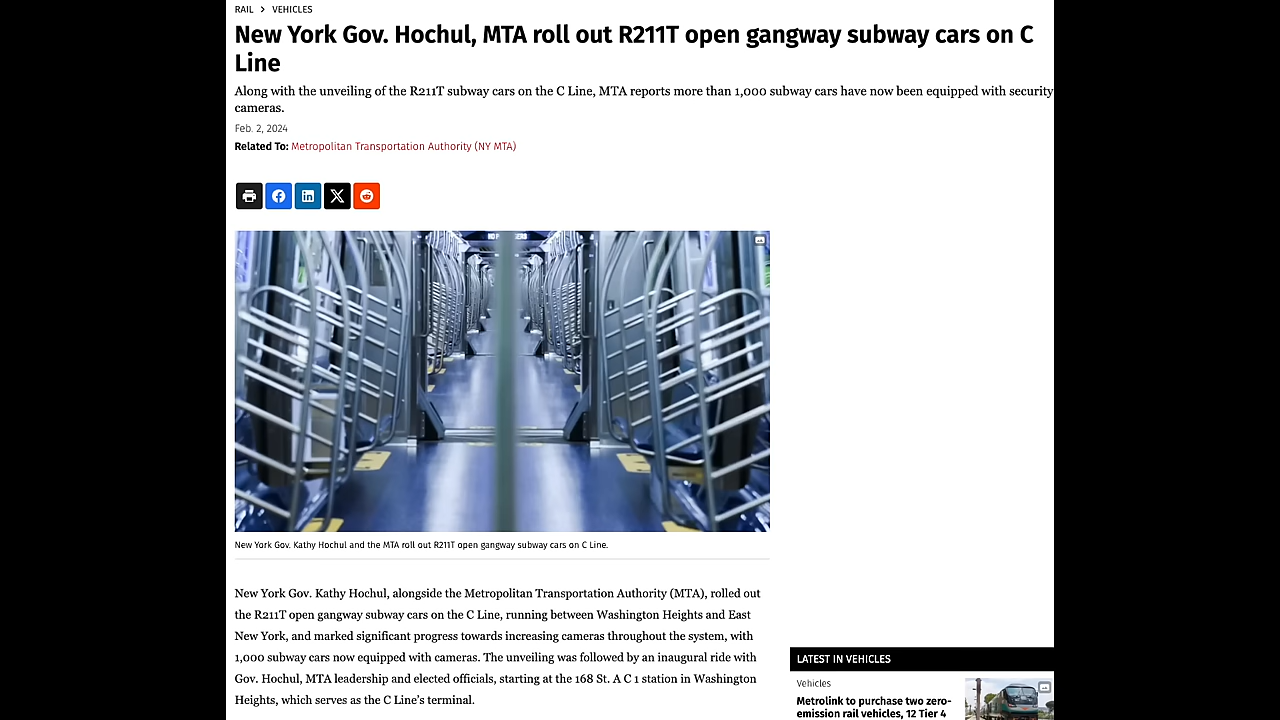 RAIL > VEHICLES
New York Gov. Hochul, MTA roll out R211T open gangway subway cars on C
Line
Along with the unveiling of the R211T subway cars on the C Line, MTA reports more than 1,000 subway cars have now been equipped with security
cameras.
Feb. 2, 2024
Related To: Metropolitan Transportation Authority (NY MTA)
New York Gov. Kathy Hochul and the MTA roll out R211T open gangway subway cars on C Line.
New York Gov. Kathy Hochul, alongside the Metropolitan Transportation Authority (MTA), rolled out
the R211T open gangway subway cars on the C Line, running between Washington Heights and East
New York, and marked significant progress towards increasing cameras throughout the system, with
1,000 subway cars now equipped with cameras. The unveiling was followed by an inaugural ride with
Gov. Hochul, MTA leadership and elected officials, starting at the 168 St. A C 1 station in Washington
Heights, which serves as the C Line's terminal.
LATEST IN VEHICLES
Vehicles
Metrolink to purchase two zero-
emission rail vehicles, 12 Tier 4